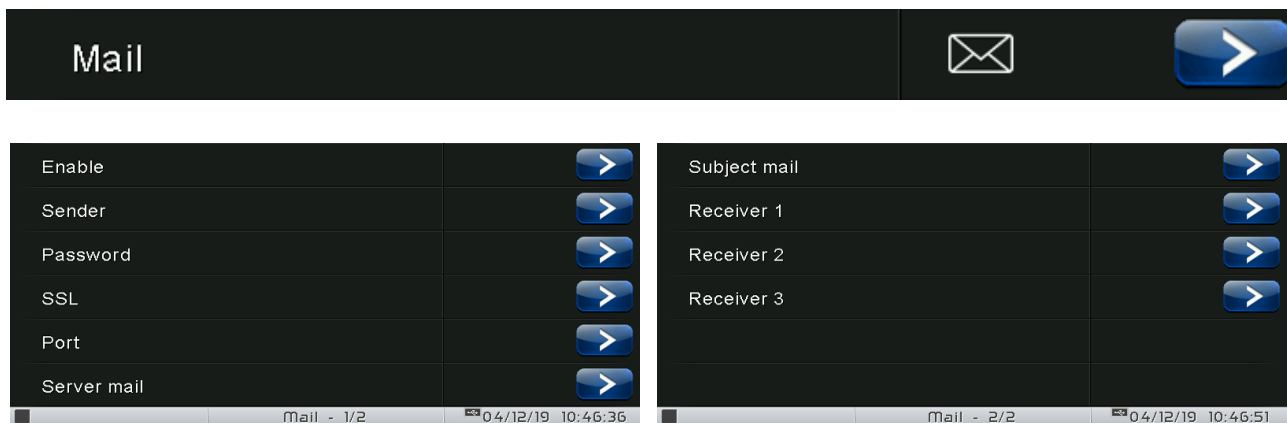 Mail
Enable
Sender
Password
SSL
Port
Server mail
Mail - 1/2 04/12/19 10:46:36
Subject mail
Receiver 1
Receiver 2
Receiver 3
Mail - 2/2 04/12/19 10:46:51